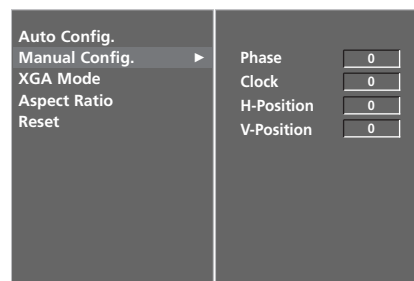 Auto Config.
Manual Config. ►
XGA Mode
Aspect Ratio
Reset
Phase 0
Clock 0
H-Position 0
V-Position 0